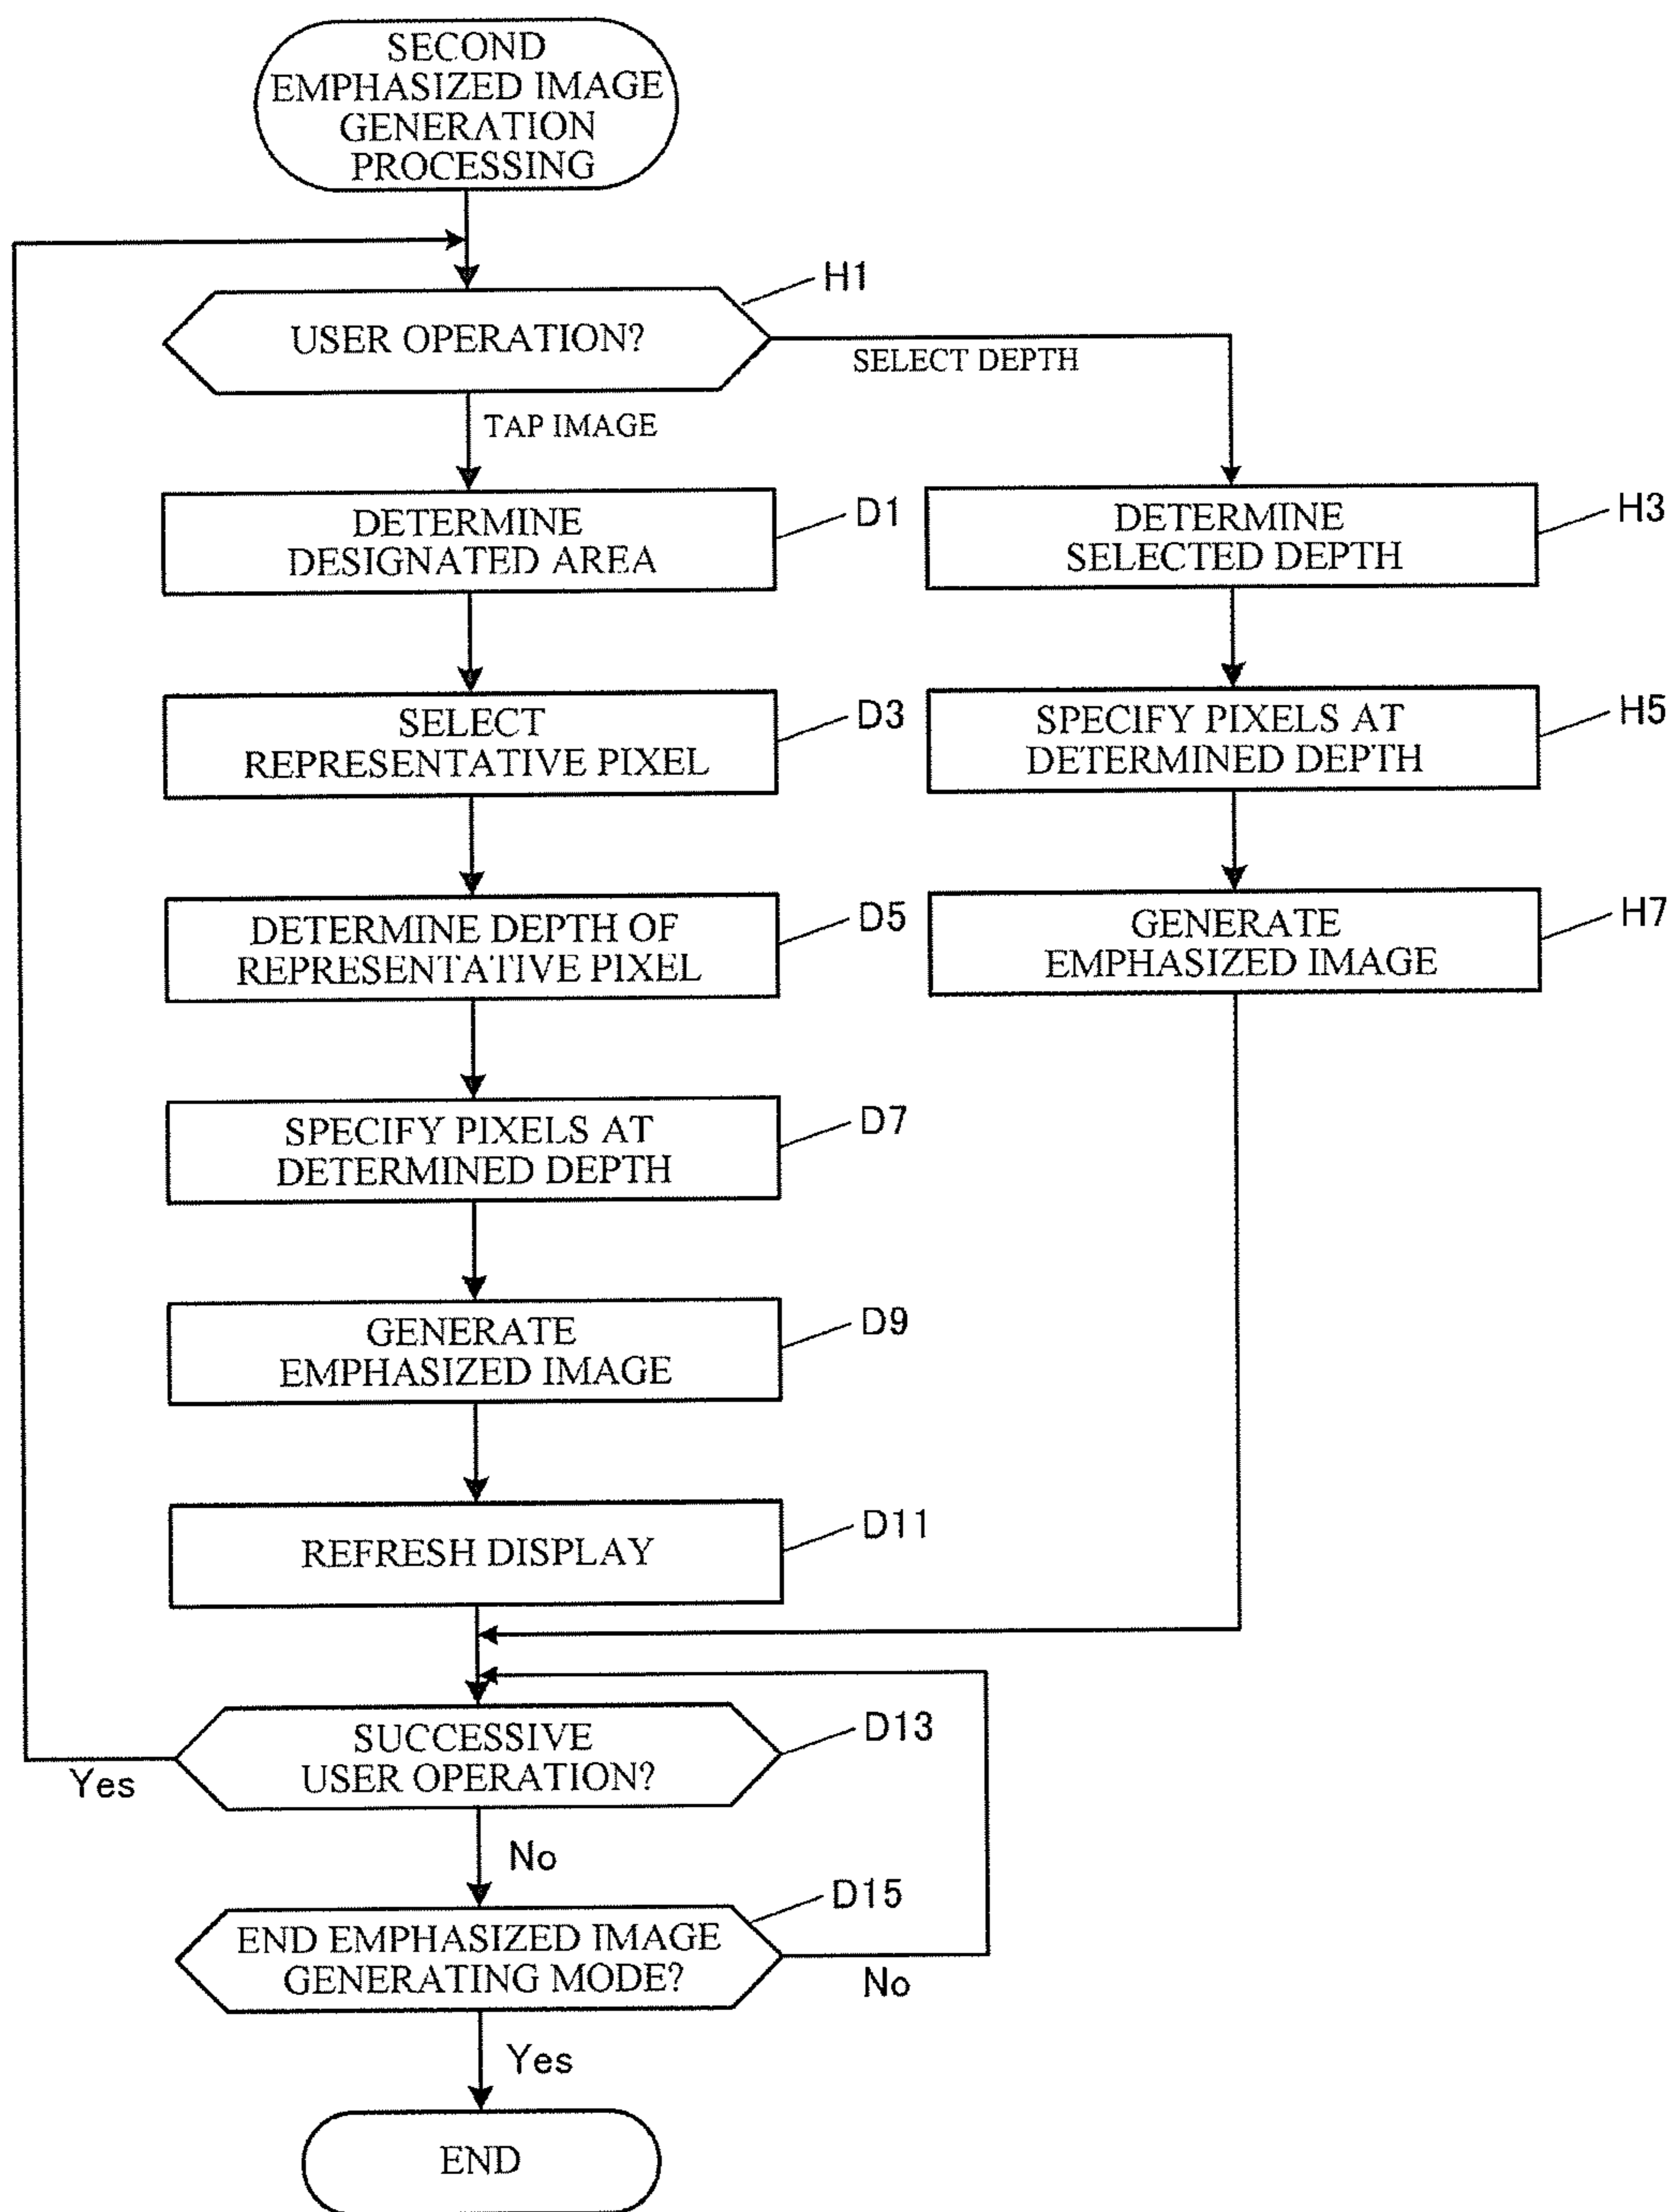 SECOND
EMPHASIZED IMAGE
GENERATION
PROCESSING
H1
USER OPERATION?
SELECT DEPTH
TAP IMAGE
DETERMINE
DESIGNATED AREA
D1
DETERMINE
SELECTED DEPTH
H3
SELECT
REPRESENTATIVE PIXEL
D3
SPECIFY PIXELS AT
DETERMINED DEPTH
H5
DETERMINE DEPTH OF
REPRESENTATIVE PIXEL
D5
GENERATE
EMPHASIZED IMAGE
H7
SPECIFY PIXELS AT
DETERMINED DEPTH
D7
GENERATE
EMPHASIZED IMAGE
D9
REFRESH DISPLAY
D11
SUCCESSIVE
USER OPERATION?
D13
Yes
No
D15
END EMPHASIZED IMAGE
GENERATING MODE?
No
Yes
END